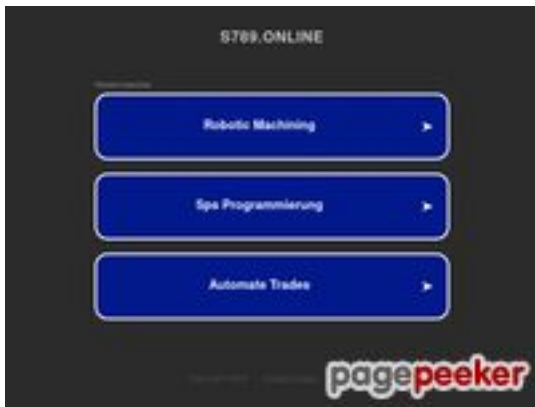 S789.ONLINE
Robotic Machining
Sps Programmierung
Automate Trades
pagepeeker